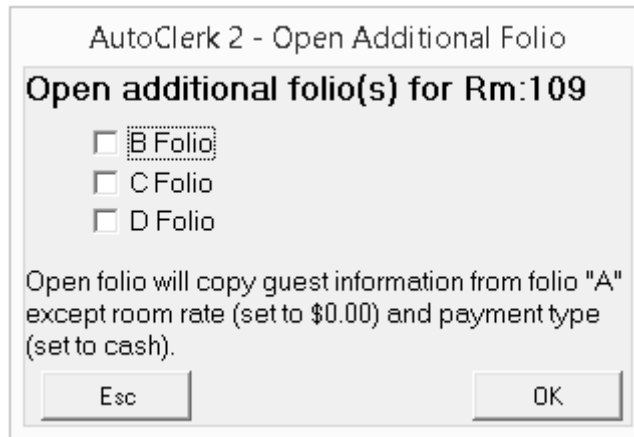 AutoClerk 2 - Open Additional Folio
Open additional folio(s) for Rm:109
B Folio
C Folio
D Folio
Open folio will copy guest information from folio "A"
except room rate (set to $0.00) and payment type
(set to cash).
Esc
OK